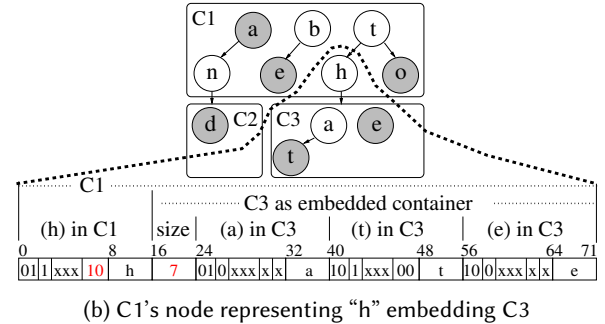 C1 a b t
n e h o
d C2 C3 a e
t
C1
C3 as embedded container
(h) in C1 size (a) in C3 (t) in C3 (e) in C3
0 8 16 24 32 40 48 56 64 71
01 1 xxx 10 h 7 01 0 xxx x x a 10 1 xxx 00 t 10 0 xxx x x e
(b) C1's node representing “h” embedding C3